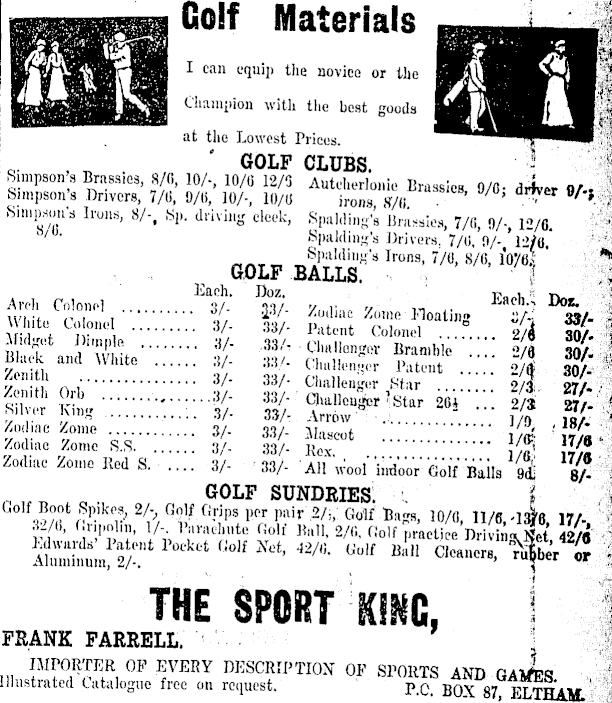 Golf Materials
I can equip the novice or the
Champion with the best goods
at the Lowest Prices.
GOLF CLUBS.
Simpson's Brassies, 8/6, 10/-, 10/6 12/6
Simpson's Drivers, 7/6, 9/6, 10/-, 10/6
Simpson's Irons, 8/-, Sp. driving cleek,
8/6.
Autcherlonie Brassies, 9/6; driver 9/-;
irons, 8/6.
Spalding's Brassies, 7/6, 9/-, 12/6.
Spalding's Drivers, 7/6, 9/-, 12/6.
Spalding's Irons, 7/6, 8/6, 10/6.
GOLF BALLS.
Each. Doz.
Arch Colonel .......... 3/- 33/-
White Colonel ......... 3/- 33/-
Midget Dimple ........ 3/- 33/-
Black and White ...... 3/- 33/-
Zenith ............... 3/- 33/-
Zenith Orb ........... 3/- 33/-
Silver King ........... 3/- 33/-
Zodiac Zome .......... 3/- 33/-
Zodiac Zome S.S. ..... 3/- 33/-
Zodiac Zome Red S. .... 3/- 33/-
Each. Doz.
Zodiac Zome Floating 3/- 33/-
Patent Colonel ........ 2/6 30/-
Challenger Bramble .... 2/6 30/-
Challenger Patent ..... 2/6 30/-
Challenger Star ....... 2/3 27/-
Challenger Star 26½ ... 2/3 27/-
Arrow ............... 1/9 18/-
Mascot .............. 1/6 17/6
Rex. ................ 1/6 17/6
All wool indoor Golf Balls 9d 8/-
GOLF SUNDRIES.
Golf Boot Spikes, 2/-, Golf Grips per pair 2/-, Golf Bags, 10/6, 11/6, 13/6, 17/-,
32/6, Gripolin, 1/-. Parachute Golf Ball, 2/6, Golf practice Driving Net, 42/6
Edwards' Patent Pocket Golf Net, 42/6. Golf Ball Cleaners, rubber or
Aluminum, 2/-.
THE SPORT KING,
FRANK FARRELL.
IMPORTER OF EVERY DESCRIPTION OF SPORTS AND GAMES.
Illustrated Catalogue free on request. P.C. BOX 87, ELTHAM.